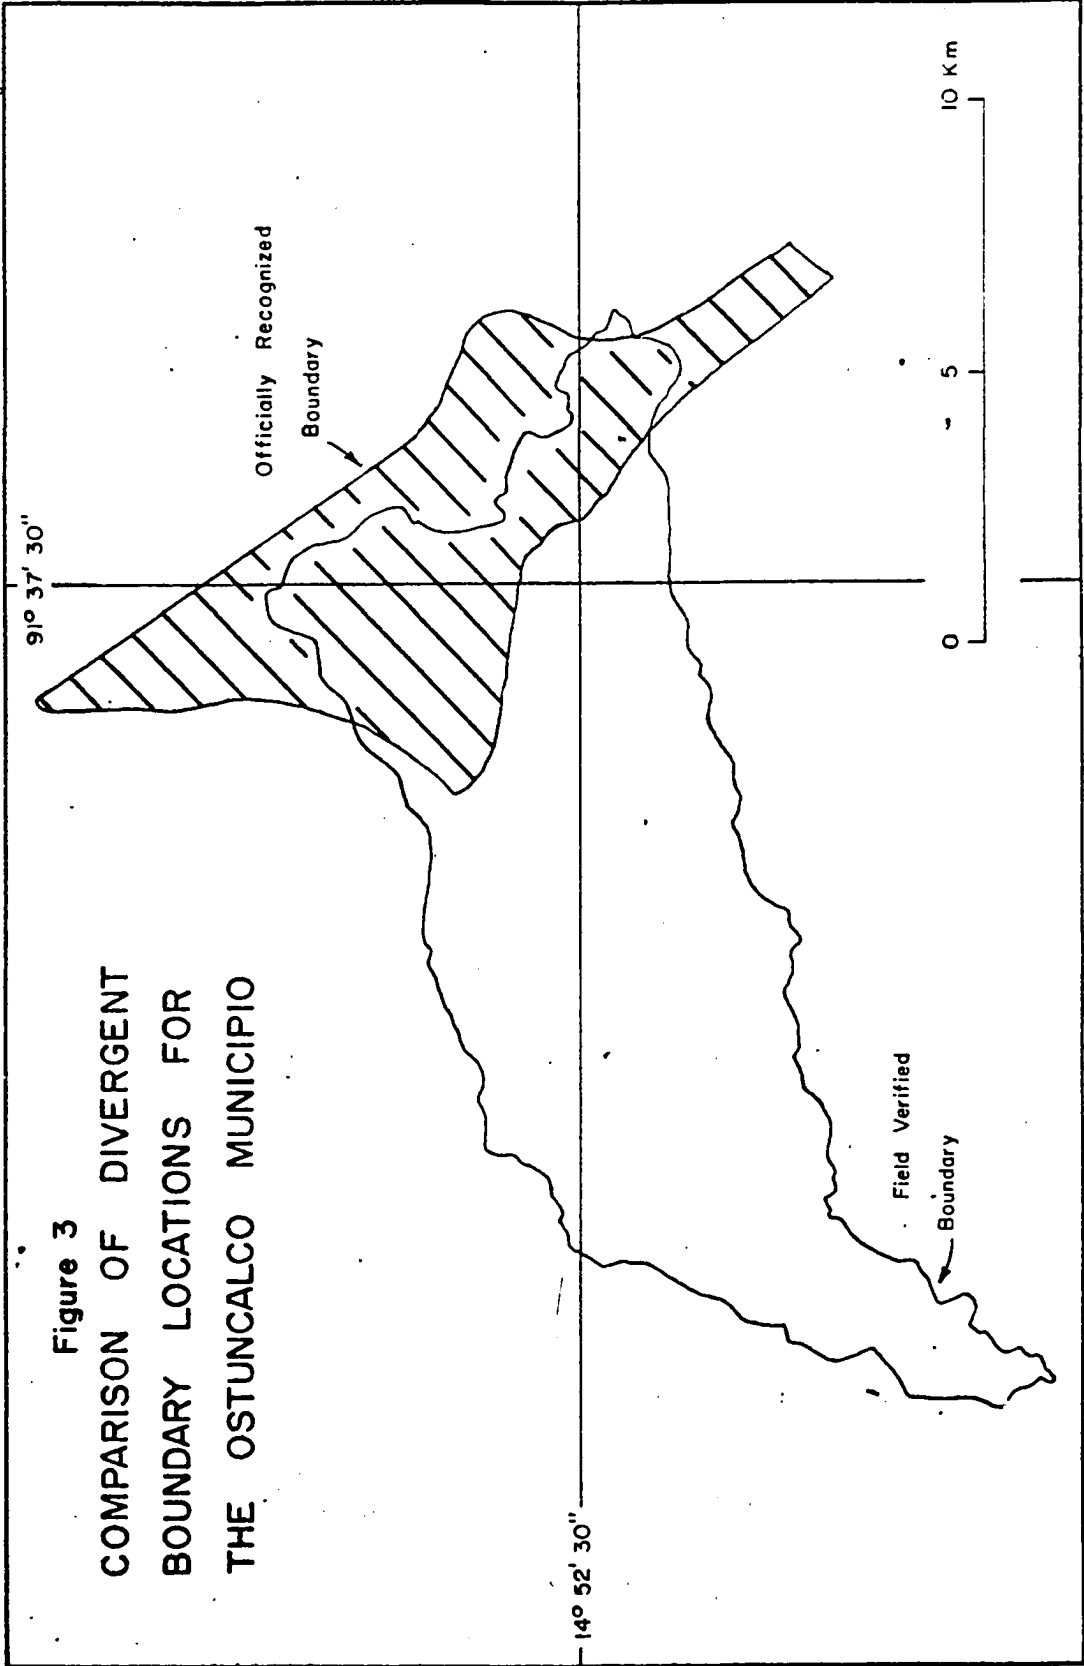 Figure 3
COMPARISON OF DIVERGENT
BOUNDARY LOCATIONS FOR
THE OSTUNCALCO MUNICIPIO
91° 37' 30"
Officially Recognized
Boundary
14° 52' 30"
Field Verified
Boundary
0 5 10 Km